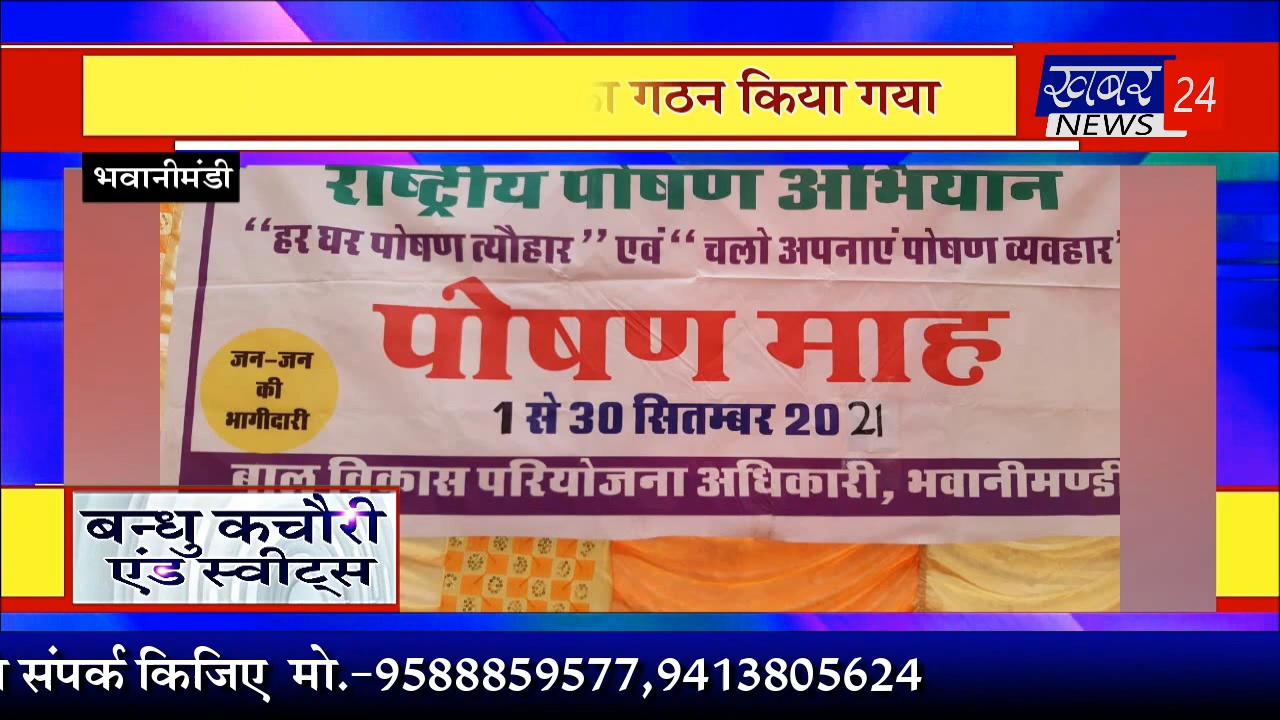 गठन किया गया
खबर 24
NEWS
भवानीमंडी
राष्ट्रीय पोषण अभियान
“हर घर पोषण त्यौहार” एवं “चलो अपनाएं पोषण व्यवहार
पोषण माह
जन-जन
की
भागीदारी
1 से 30 सितम्बर 2021
बाल विकास परियोजना अधिकारी, भवानीमण्डी
बन्धु कचौरी
एंड स्वीट्स
संपर्क किजिए मो.-9588859577,9413805624